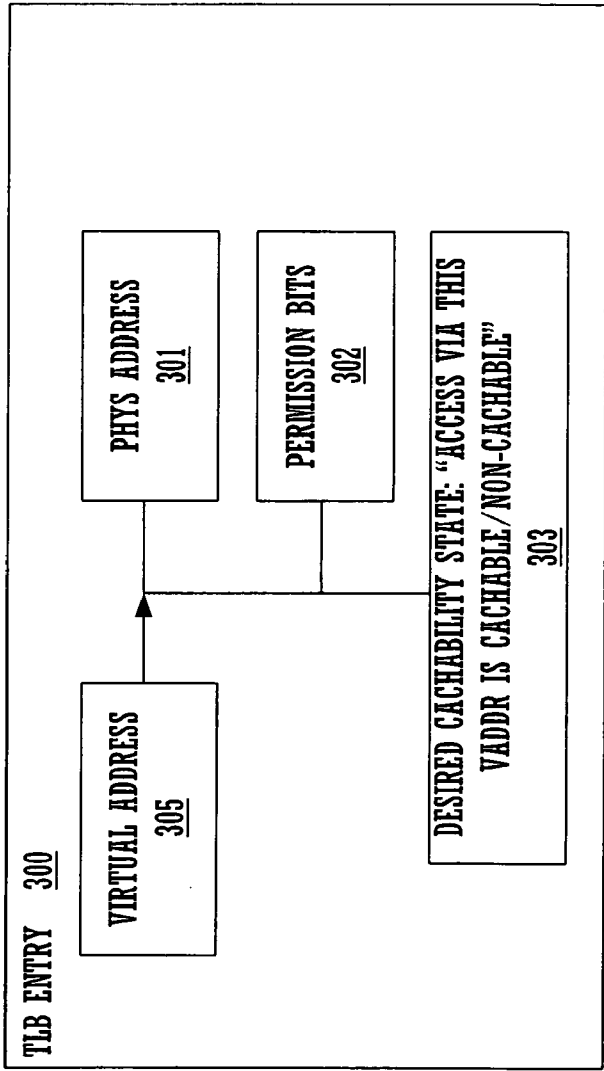 TLB ENTRY 300
VIRTUAL ADDRESS
305
PHYS ADDRESS
301
PERMISSION BITS
302
DESIRED CACHABILITY STATE: “ACCESS VIA THIS
VADDR IS CACHABLE/NON-CACHABLE”
303